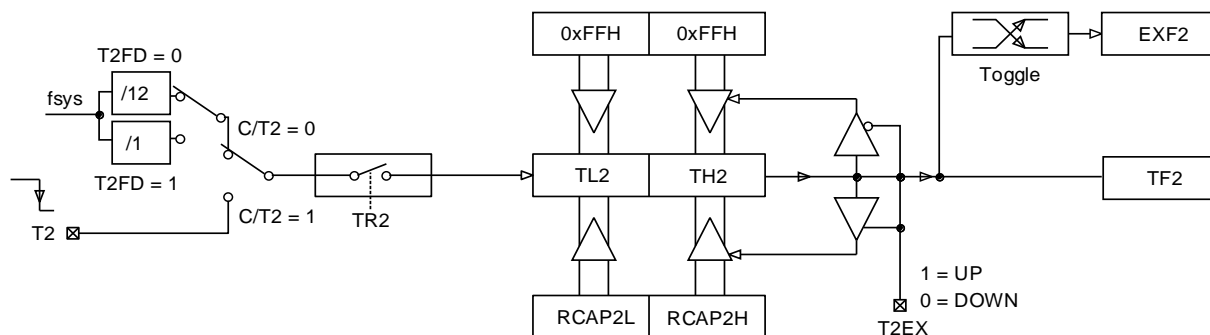 0xFFH
0xFFH
EXF2
Toggle
T2FD = 0
/12
fsys
/1
T2FD = 1
C/T2 = 0
C/T2 = 1
T2
TR2
TL2
TH2
TF2
1 = UP
0 = DOWN
T2EX
RCAP2L
RCAP2H